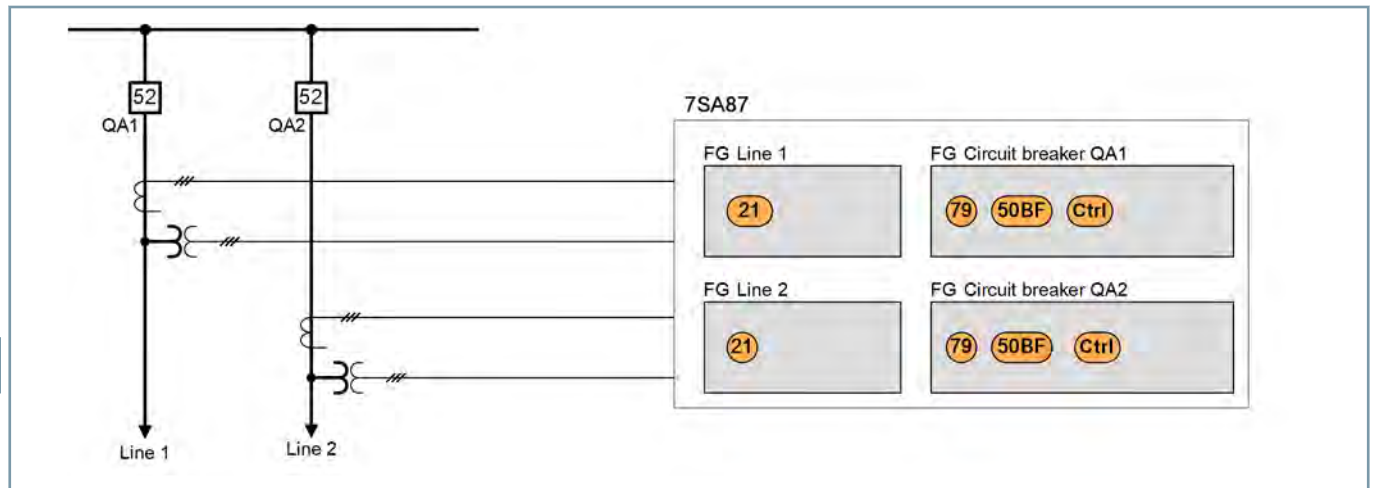 52
52
QA1
QA2
Line 1
Line 2
7SA87
FG Line 1
21
FG Circuit breaker QA1
79 50BF Ctrl
FG Line 2
21
FG Circuit breaker QA2
79 50BF Ctrl